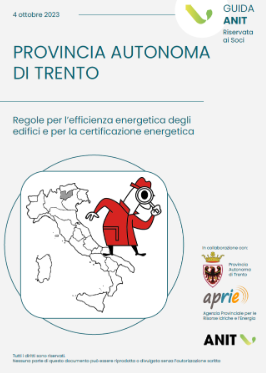 4 ottobre 2023
GUIDA
ANIT
Riservata
ai Soci
PROVINCIA AUTONOMA
DI TRENTO
Regole per l'efficienza energetica degli
edifici e per la certificazione energetica
In collaborazione con:
Provincia
Autonoma
di Trento
aprie
Agenzia Provinciale per le
Risorse idriche e l'Energia
ANIT
Tutti i diritti sono riservati
Nessuna parte di questo documento può essere riprodotta o divulgata senza l'autorizzazione scritta